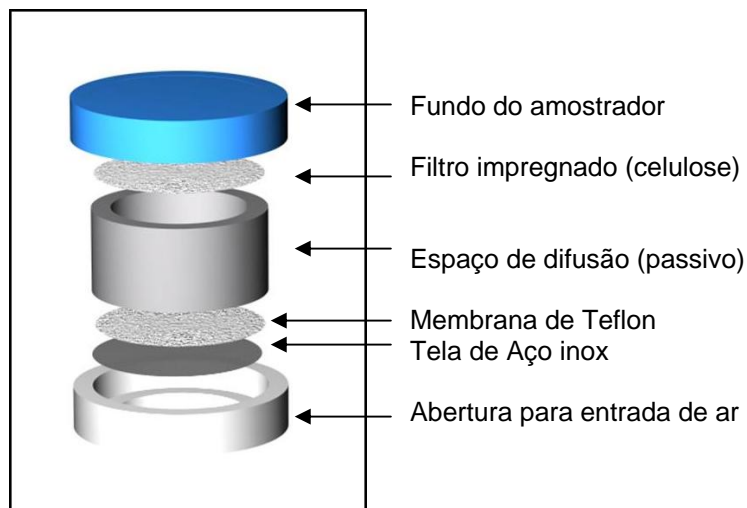 Fundo do amostrador
Filtro impregnado (celulose)
Espaço de difusão (passivo)
Membrana de Teflon
Tela de Aço inox
Abertura para entrada de ar